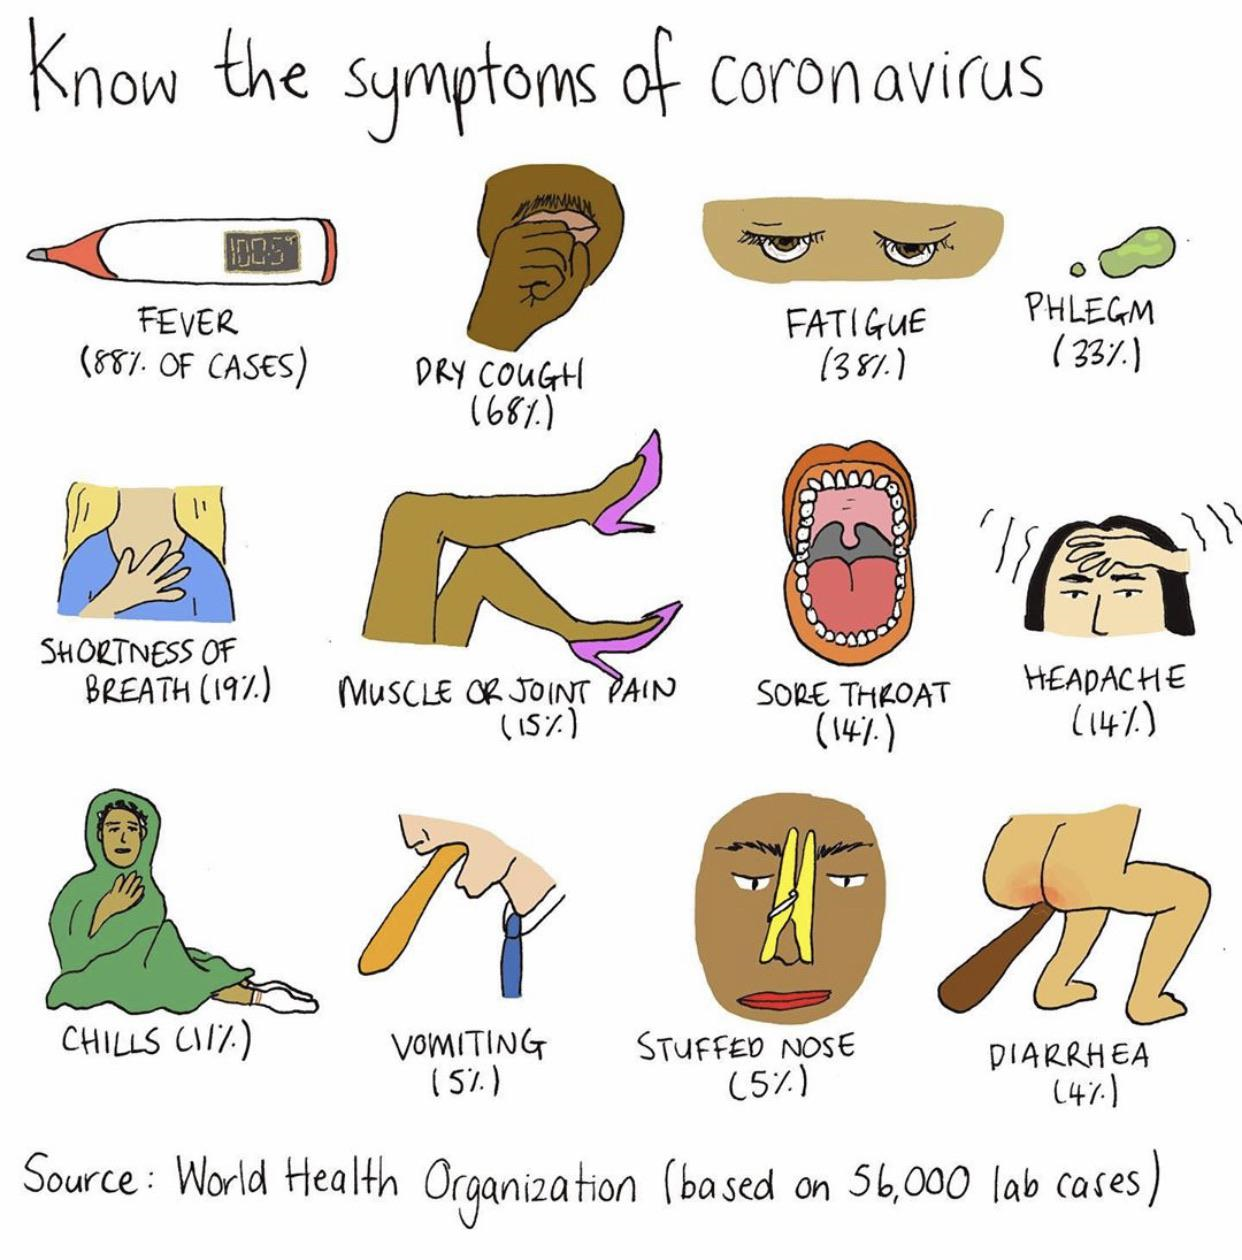 Know the symptoms of coronavirus
100.5°
FEVER
(88% OF CASES)
DRY COUGH
(68%)
FATIGUE
(38%)
PHLEGM
(33%)
SHORTNESS OF
BREATH (19%)
MUSCLE OR JOINT PAIN
(15%)
SORE THROAT
(14%)
HEADACHE
(14%)
CHILLS (11%)
VOMITING
(5%)
STUFFED NOSE
(5%)
DIARRHEA
(4%)
Source: World Health Organization (based on 56,000 lab cases)